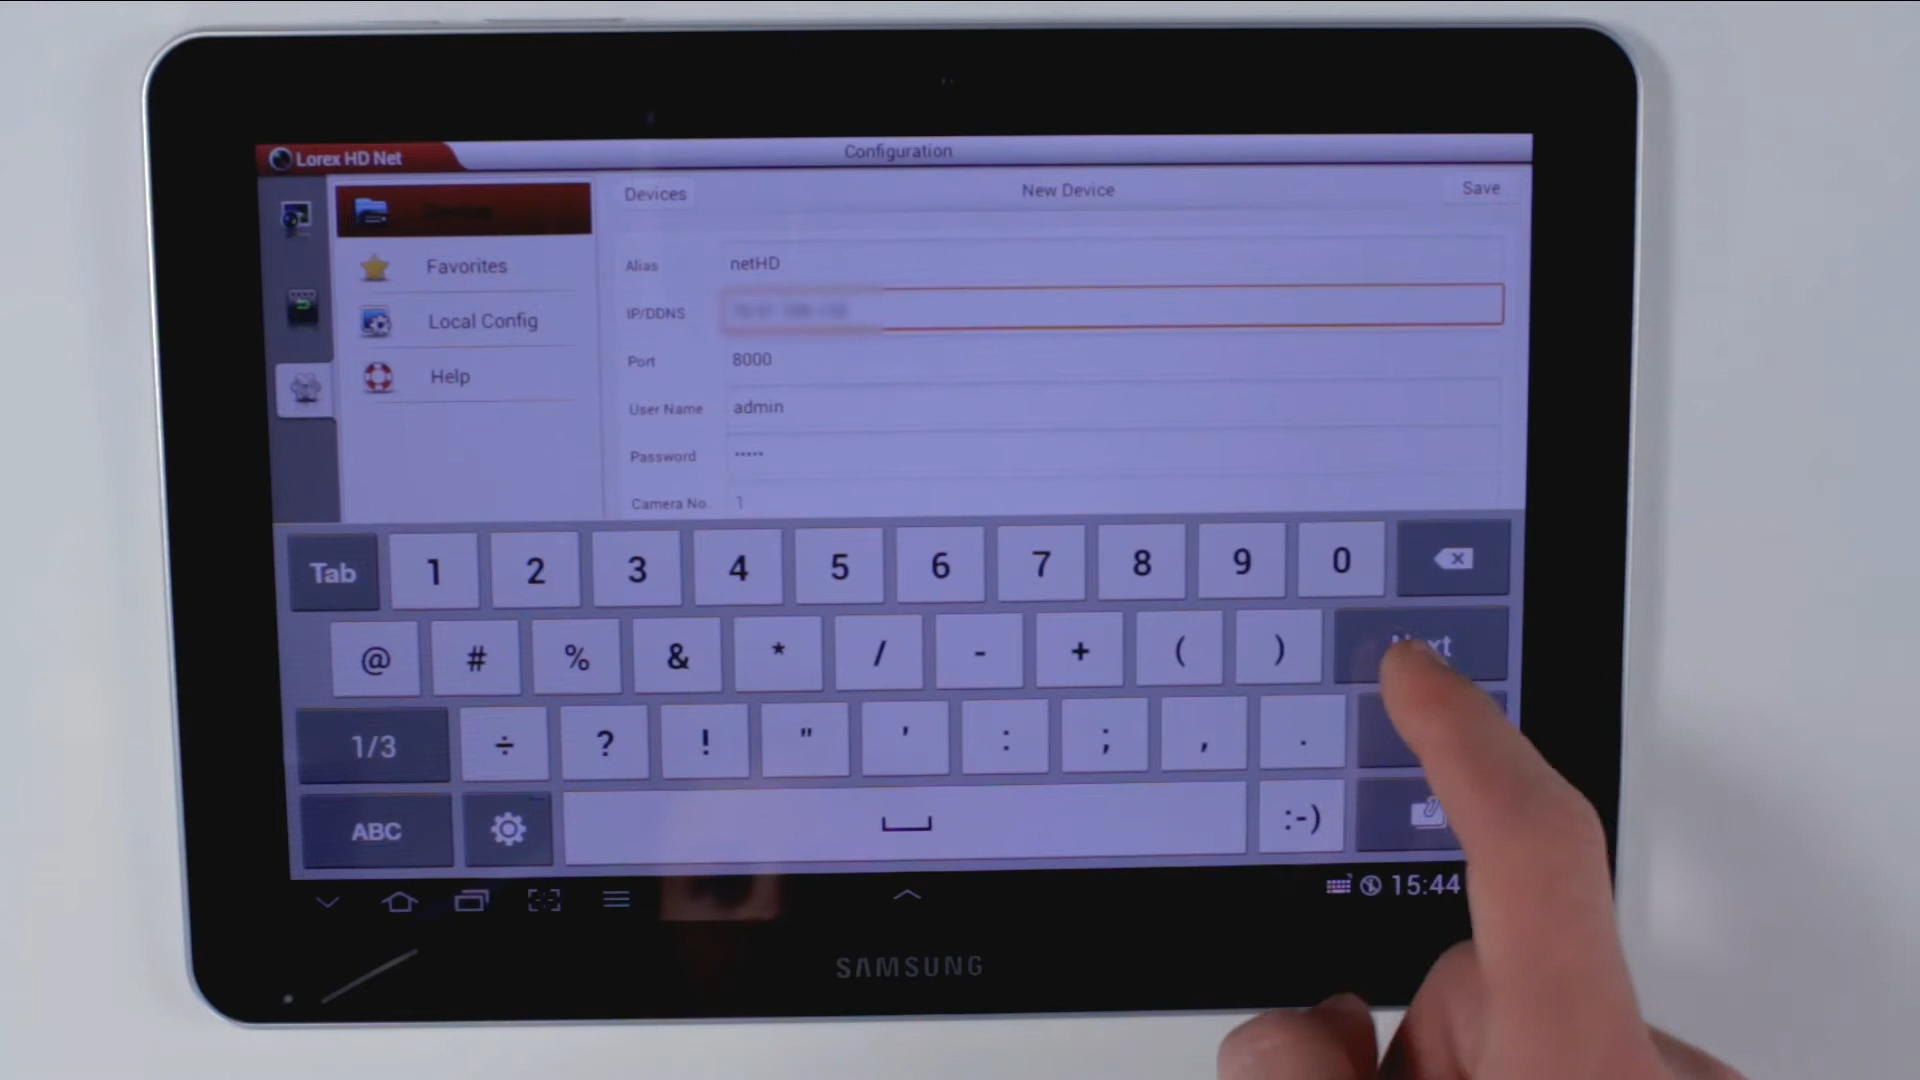 Lorex HD Net
Configuration
Devices
New Device
Save
Favorites
Local Config
Help
Alias
netHD
IP/DDNS
Port
8000
User Name
admin
Password
•••••
Camera No.
1
Tab 1 2 3 4 5 6 7 8 9 0
@ # % & * / - + ( ) Next
1/3 ÷ ? ! " ' : ; , .
ABC :-)
15:44
SAMSUNG